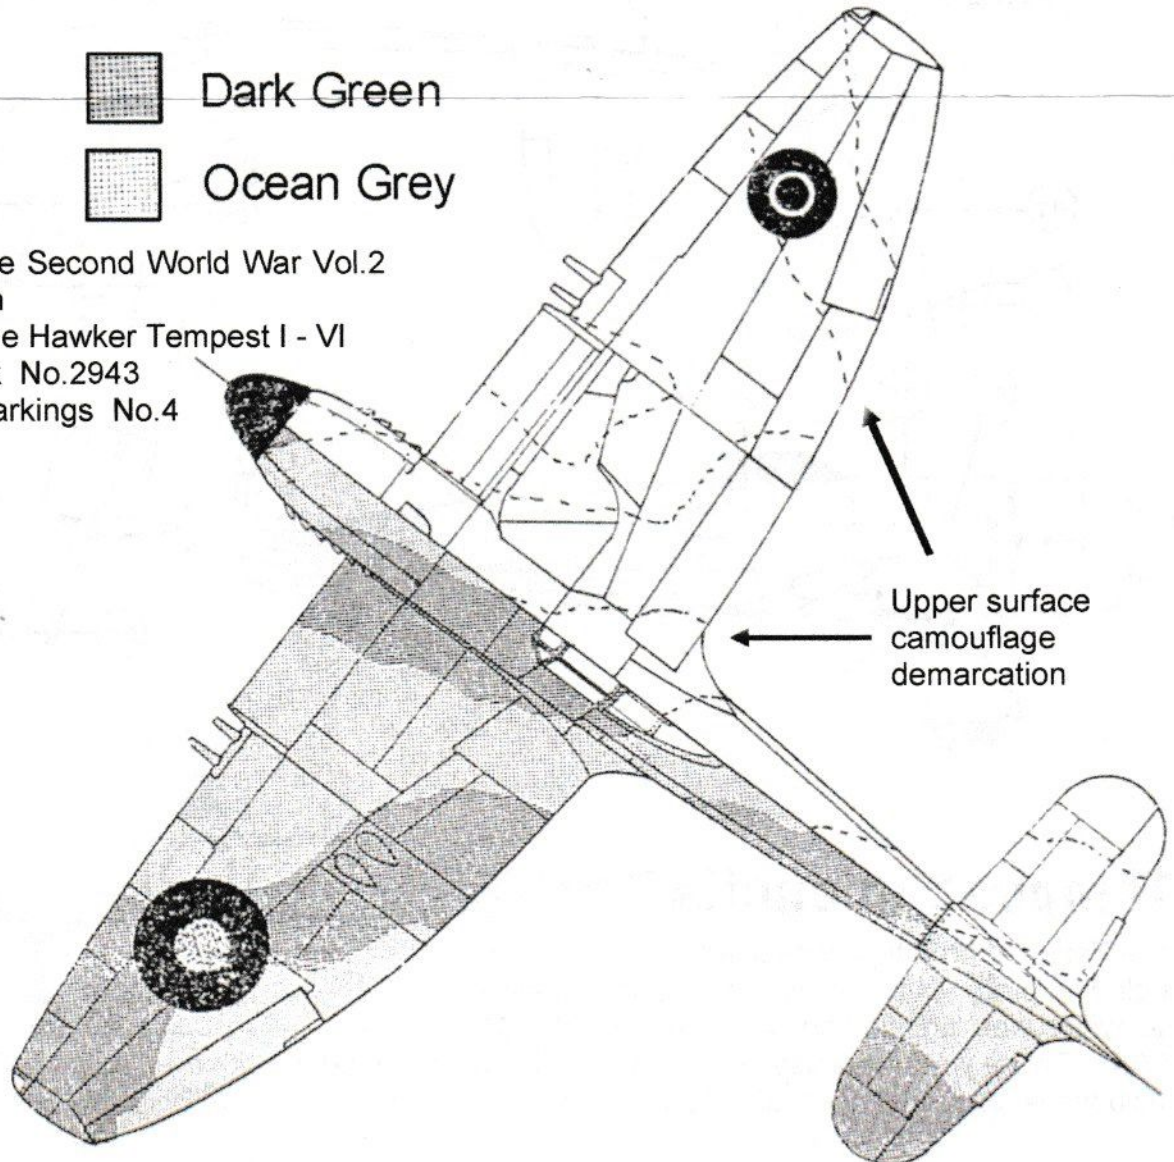 Dark Green
Ocean Grey
e Second World War Vol.2
e Hawker Tempest I - VI
No.2943
arkings No.4
Upper surface
camouflage
demarcation